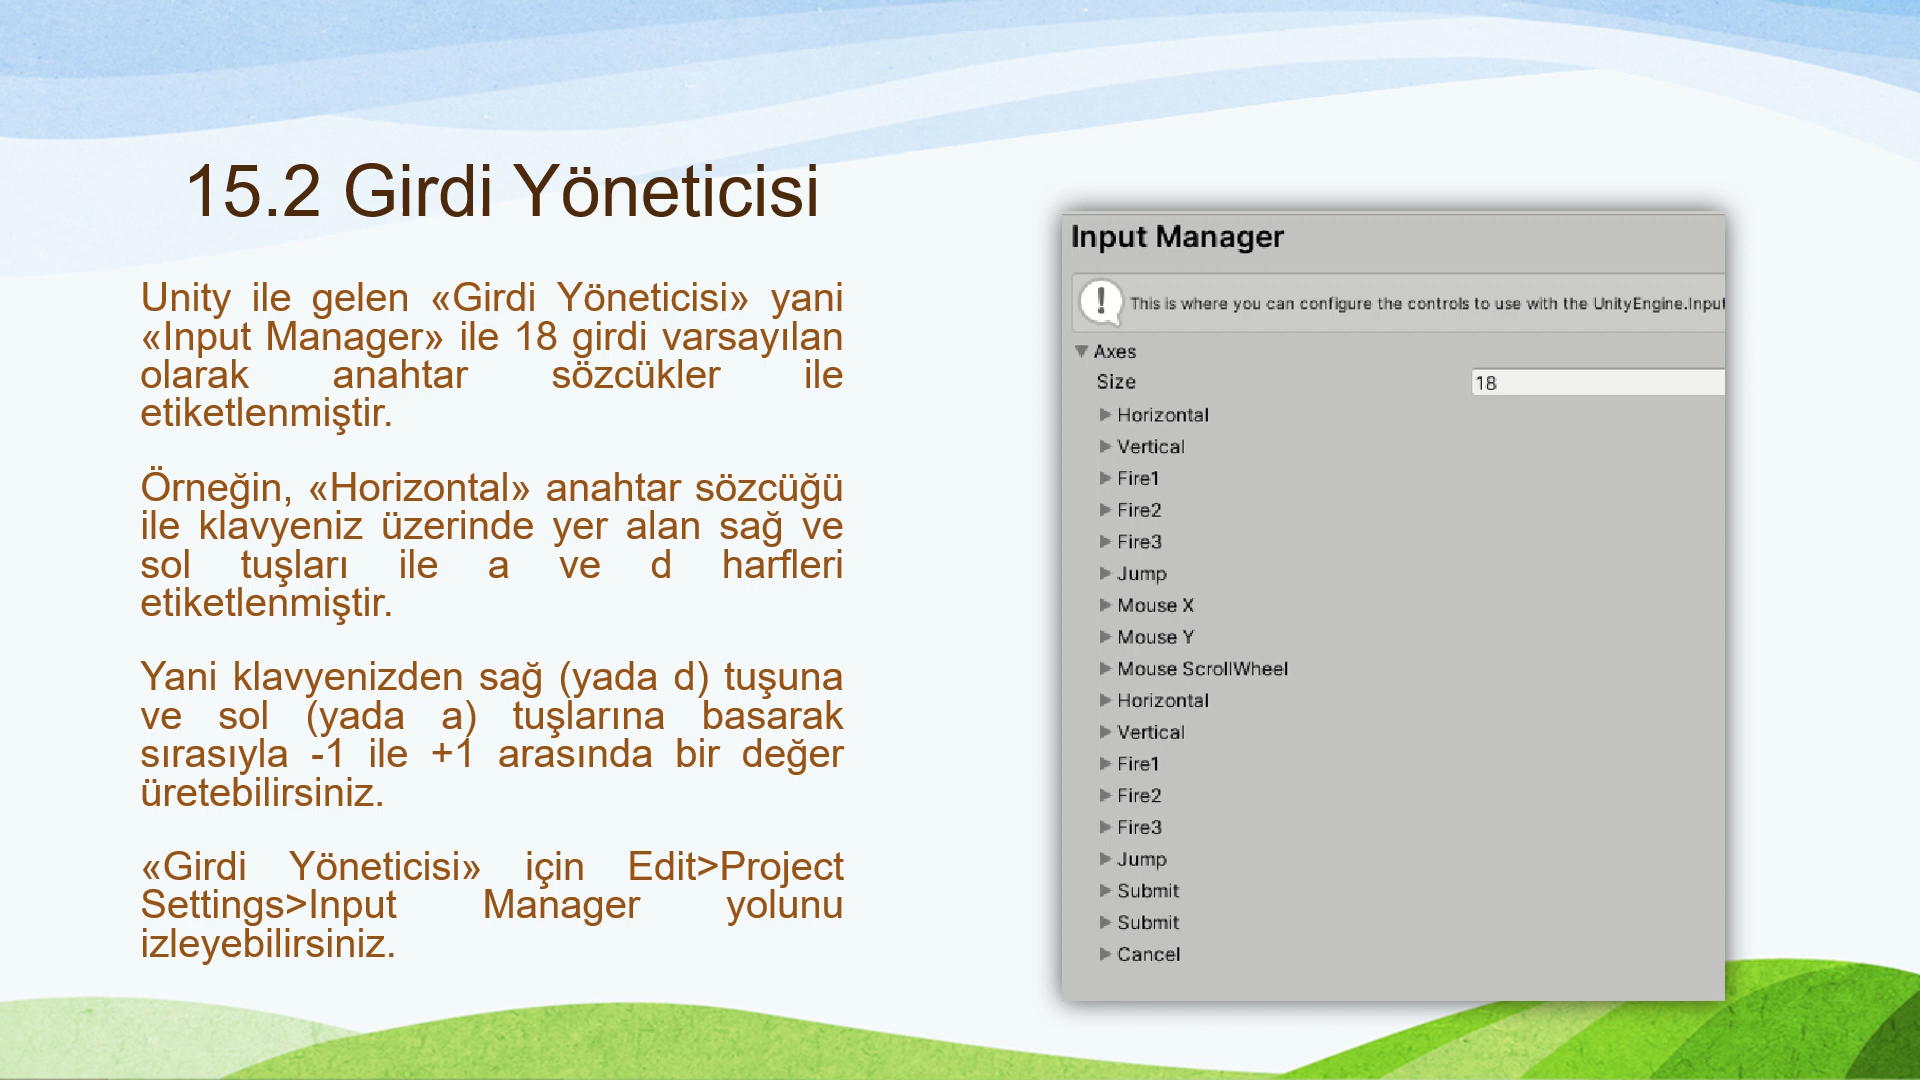 15.2 Girdi Yöneticisi
Unity ile gelen «Girdi Yöneticisi» yani
«Input Manager» ile 18 girdi varsayılan
olarak anahtar sözcükler ile
etiketlenmiştir.
Örneğin, «Horizontal» anahtar sözcüğü
ile klavyeniz üzerinde yer alan sağ ve
sol tuşları ile a ve d harfleri
etiketlenmiştir.
Yani klavyenizden sağ (yada d) tuşuna
ve sol (yada a) tuşlarına basarak
sırasıyla -1 ile +1 arasında bir değer
üretebilirsiniz.
«Girdi Yöneticisi» için Edit>Project
Settings>Input Manager yolunu
izleyebilirsiniz.
Input Manager
This is where you can configure the controls to use with the UnityEngine.Input
Axes
Size 18
Horizontal
Vertical
Fire1
Fire2
Fire3
Jump
Mouse X
Mouse Y
Mouse ScrollWheel
Horizontal
Vertical
Fire1
Fire2
Fire3
Jump
Submit
Submit
Cancel